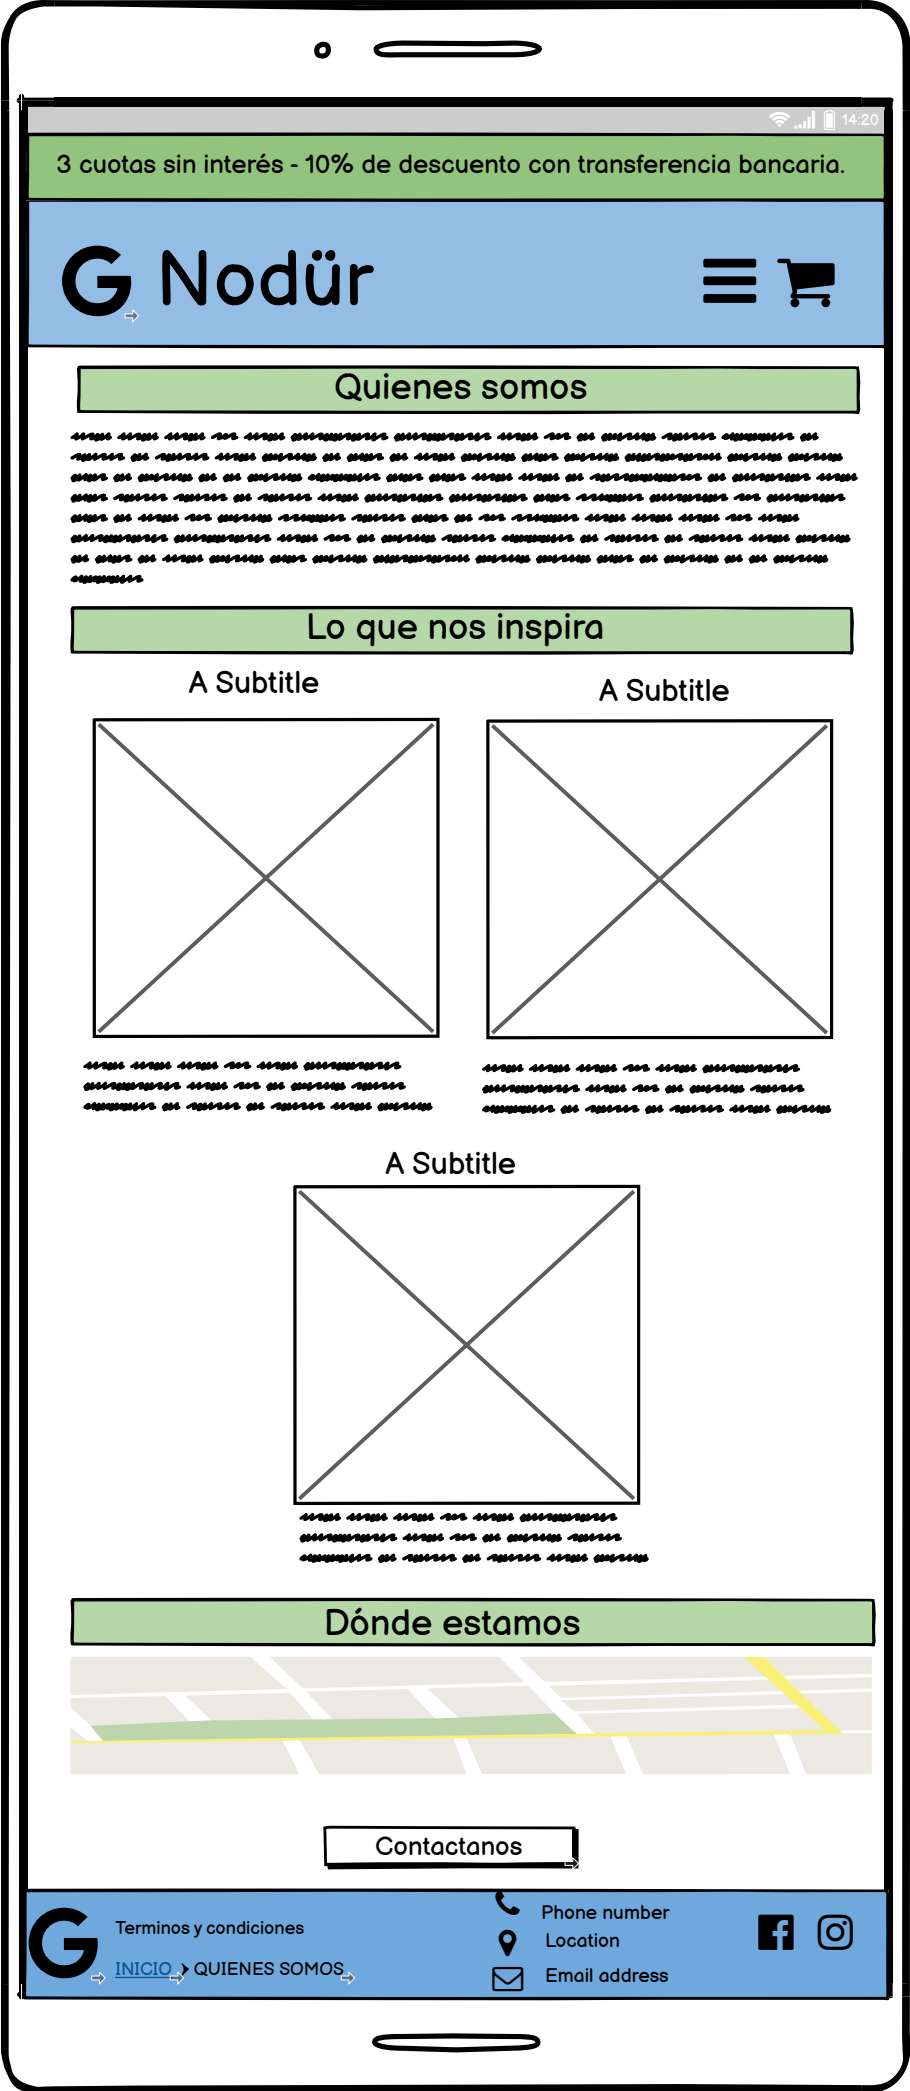 14:20
3 cuotas sin interés - 10% de descuento con transferencia bancaria.
G Nodür
Quienes somos
Lo que nos inspira
A Subtitle
A Subtitle
A Subtitle
Dónde estamos
Contactanos
G
Terminos y condiciones
INICIO > QUIENES SOMOS
Phone number
Location
Email address